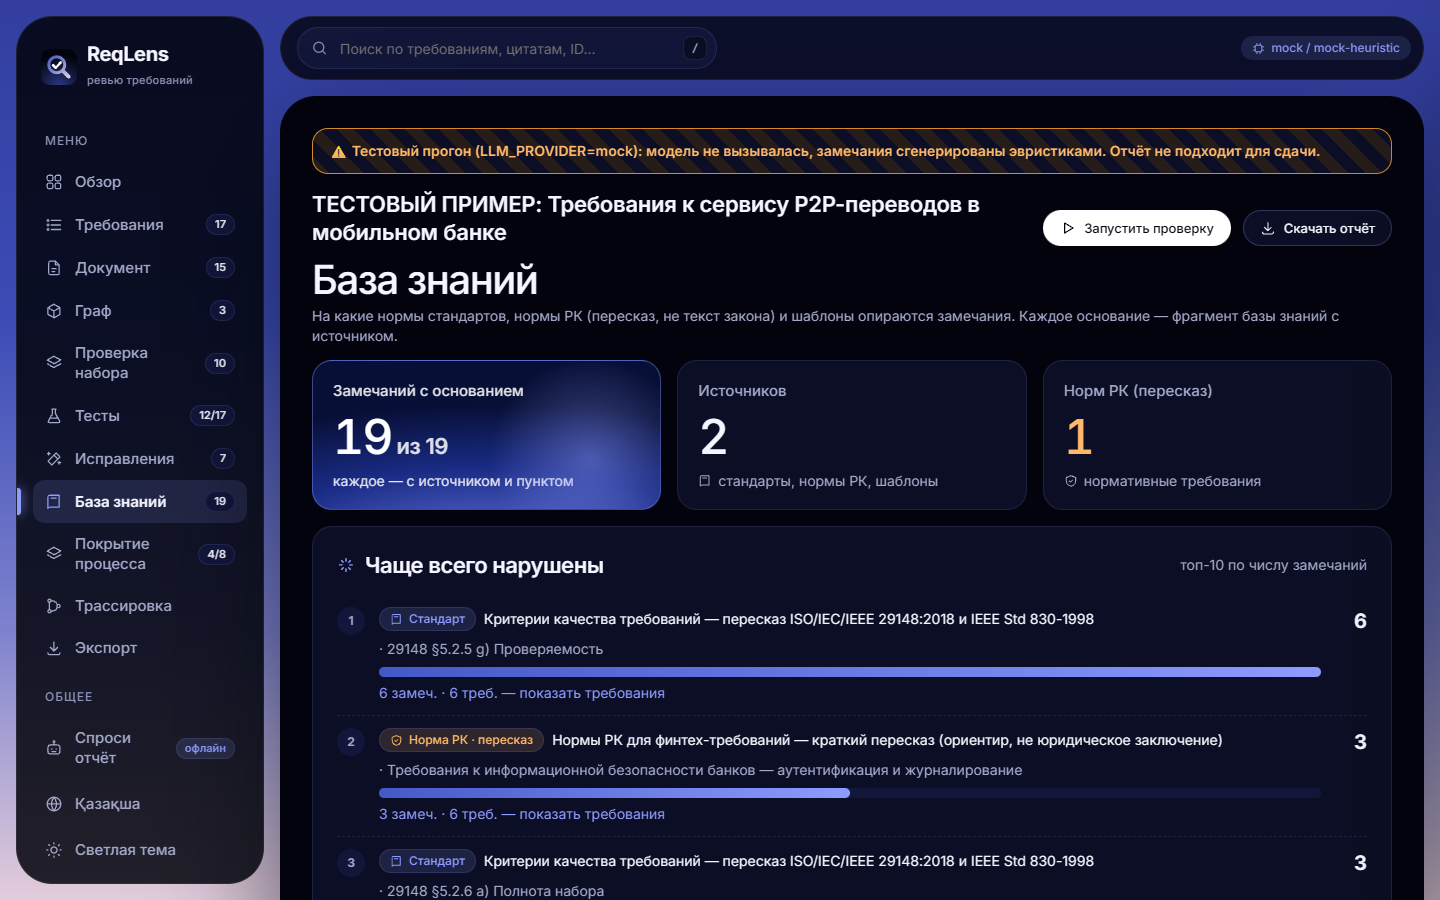 ReqLens
ревью требований
МЕНЮ
Обзор
Требования 17
Документ 15
Граф 3
Проверка
набора 10
Тесты 12/17
Исправления 7
База знаний 19
Покрытие
процесса 4/8
Трассировка
Экспорт
ОБЩЕЕ
Спроси
отчёт офлайн
Қазақша
Светлая тема
Поиск по требованиям, цитатам, ID... /
mock / mock-heuristic
Тестовый прогон (LLM_PROVIDER=mock): модель не вызывалась, замечания сгенерированы эвристиками. Отчёт не подходит для сдачи.
ТЕСТОВЫЙ ПРИМЕР: Требования к сервису P2P-переводов в
мобильном банке
Запустить проверку
Скачать отчёт
База знаний
На какие нормы стандартов, нормы РК (пересказ, не текст закона) и шаблоны опираются замечания. Каждое основание — фрагмент базы знаний с
источником.
Замечаний с основанием
19 из 19
каждое — с источником и пунктом
Источников
2
стандарты, нормы РК, шаблоны
Норм РК (пересказ)
1
нормативные требования
Чаще всего нарушены
топ-10 по числу замечаний
1 Стандарт Критерии качества требований — пересказ ISO/IEC/IEEE 29148:2018 и IEEE Std 830-1998 6
· 29148 §5.2.5 g) Проверяемость
6 замеч. · 6 треб. — показать требования
2 Норма РК · пересказ Нормы РК для финтех-требований — краткий пересказ (ориентир, не юридическое заключение) 3
· Требования к информационной безопасности банков — аутентификация и журналирование
3 замеч. · 6 треб. — показать требования
3 Стандарт Критерии качества требований — пересказ ISO/IEC/IEEE 29148:2018 и IEEE Std 830-1998 3
· 29148 §5.2.6 a) Полнота набора